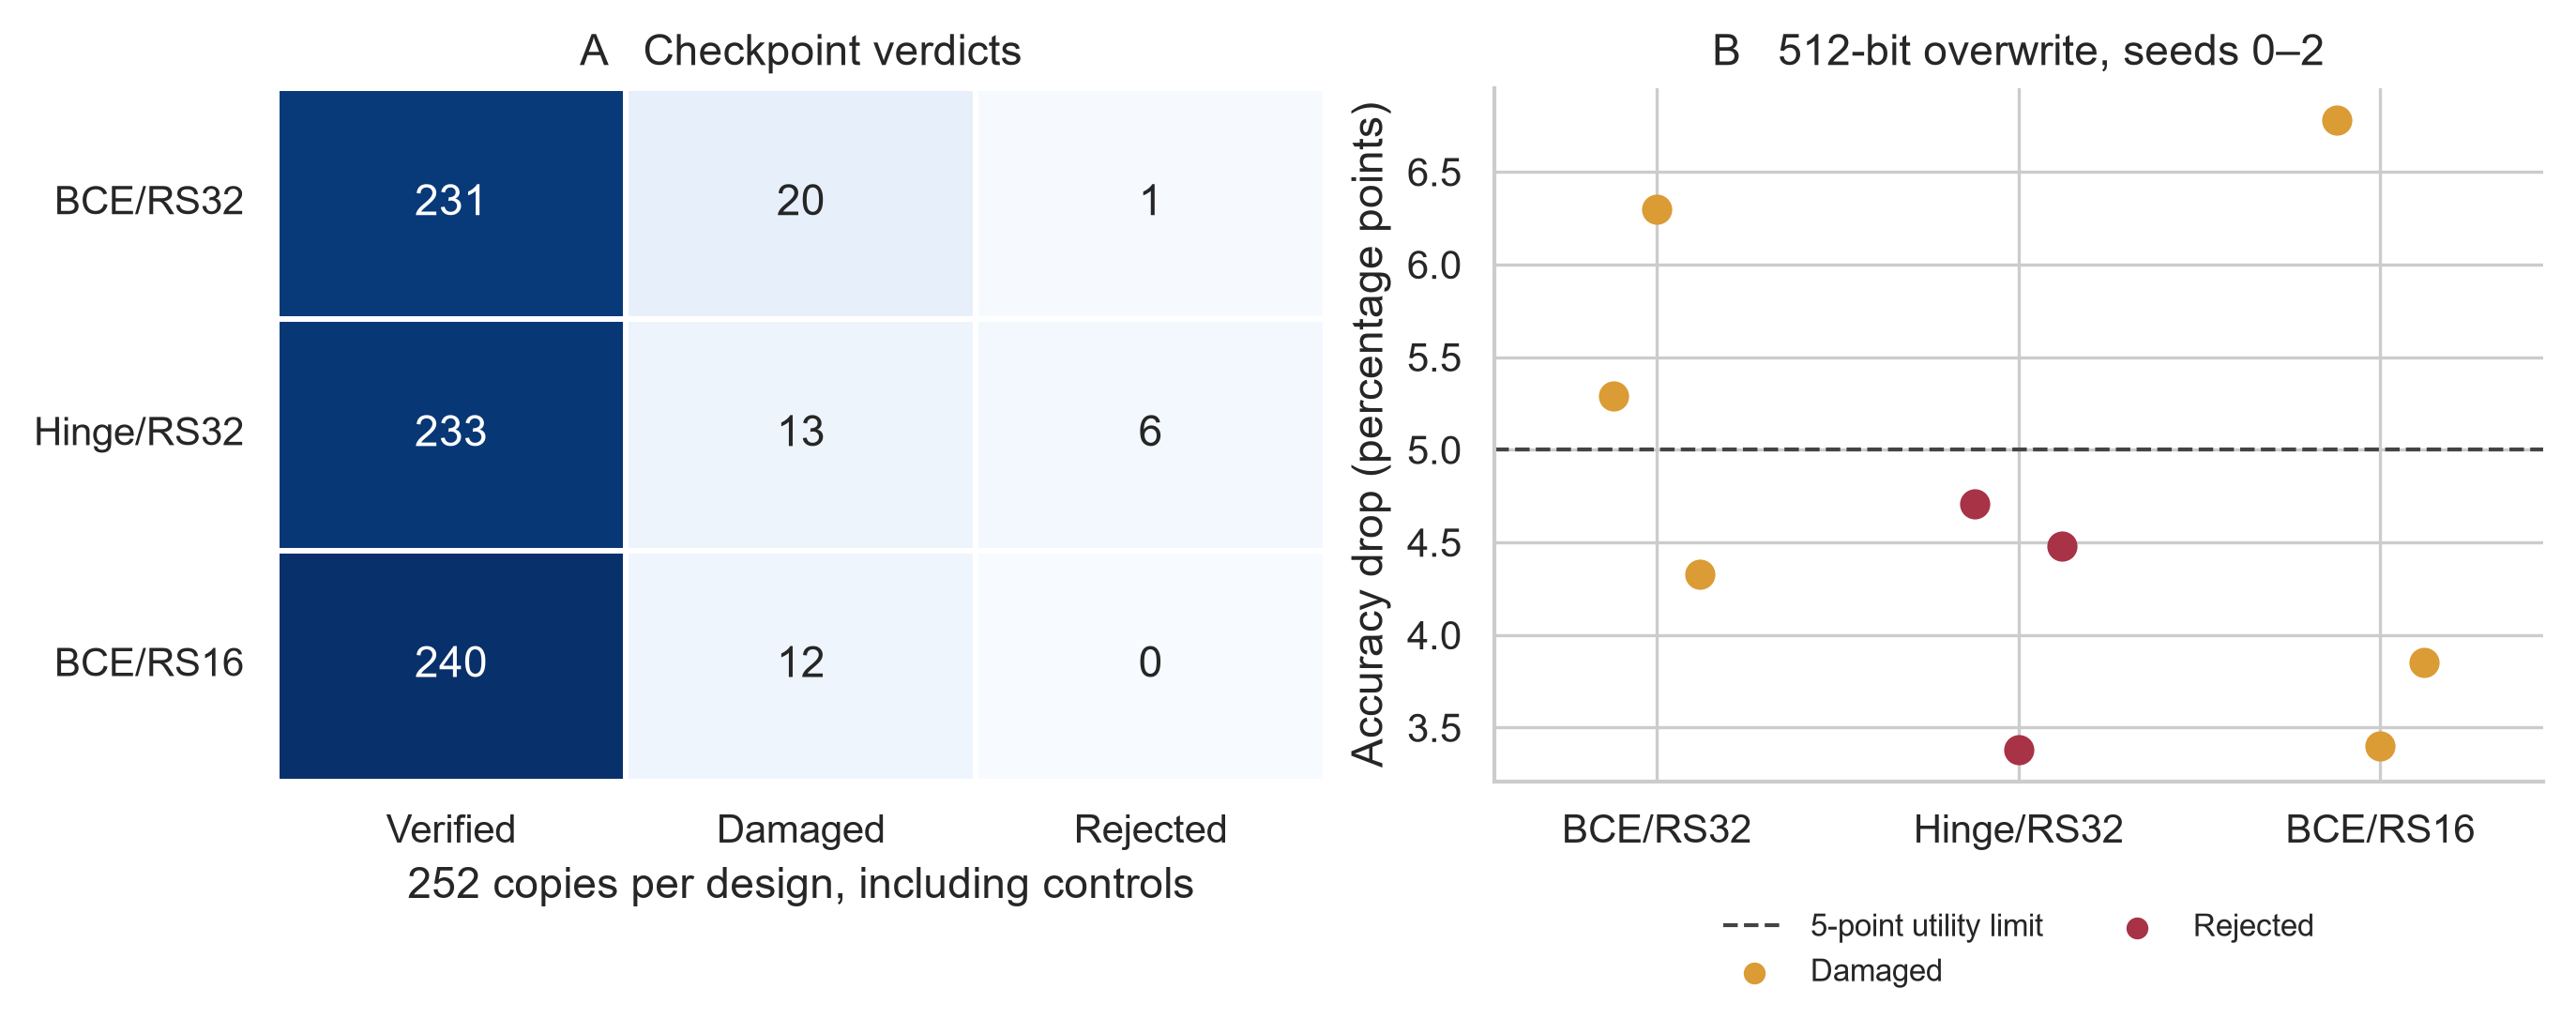 A   Checkpoint verdicts
BCE/RS32
231
20
1
Hinge/RS32
233
13
6
BCE/RS16
240
12
0
Verified
Damaged
Rejected
252 copies per design, including controls
B   512-bit overwrite, seeds 0–2
Accuracy drop (percentage points)
6.5
6.0
5.5
5.0
4.5
4.0
3.5
BCE/RS32
Hinge/RS32
BCE/RS16
5-point utility limit
Damaged
Rejected